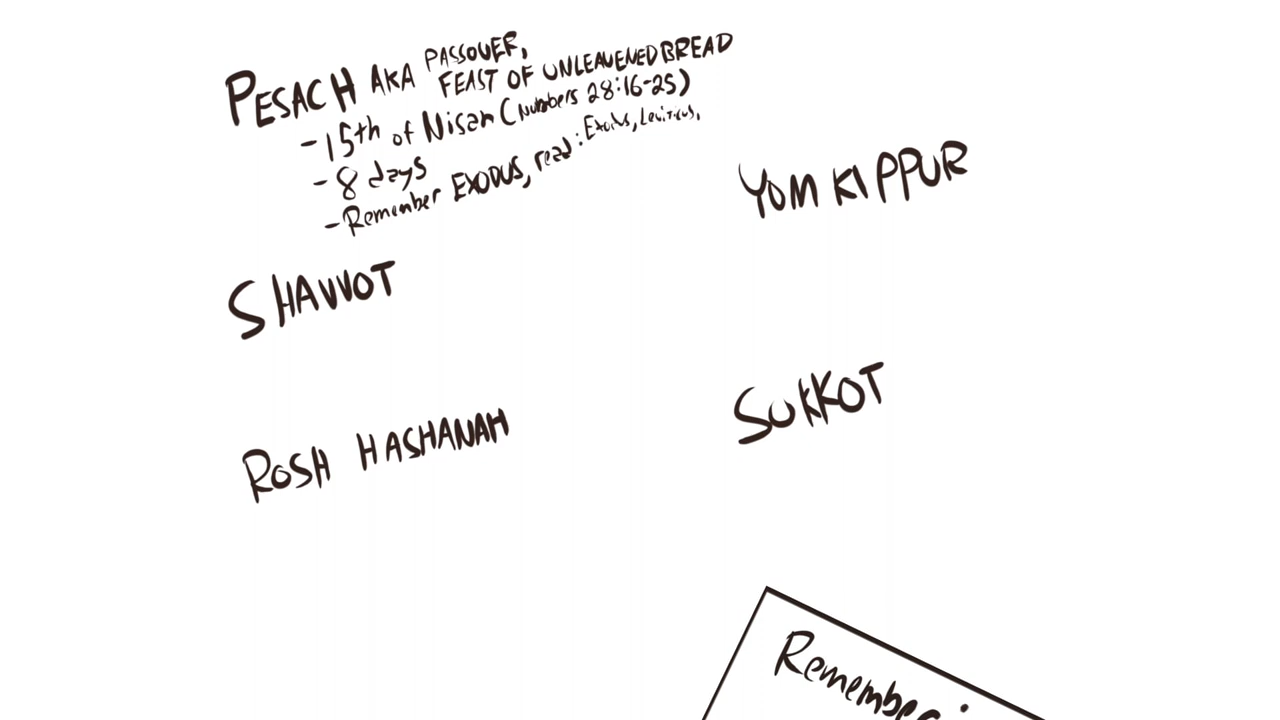 PESACH AKA PASSOVER,
FEAST OF UNLEAVENED BREAD
- 15th of Nisan (Numbers 28:16-25)
- 8 days
- Remember EXODUS, read: Exodus, Leviticus,
YOM KIPPUR
SHAVVOT
SUKKOT
ROSH HASHANAH
Remember: